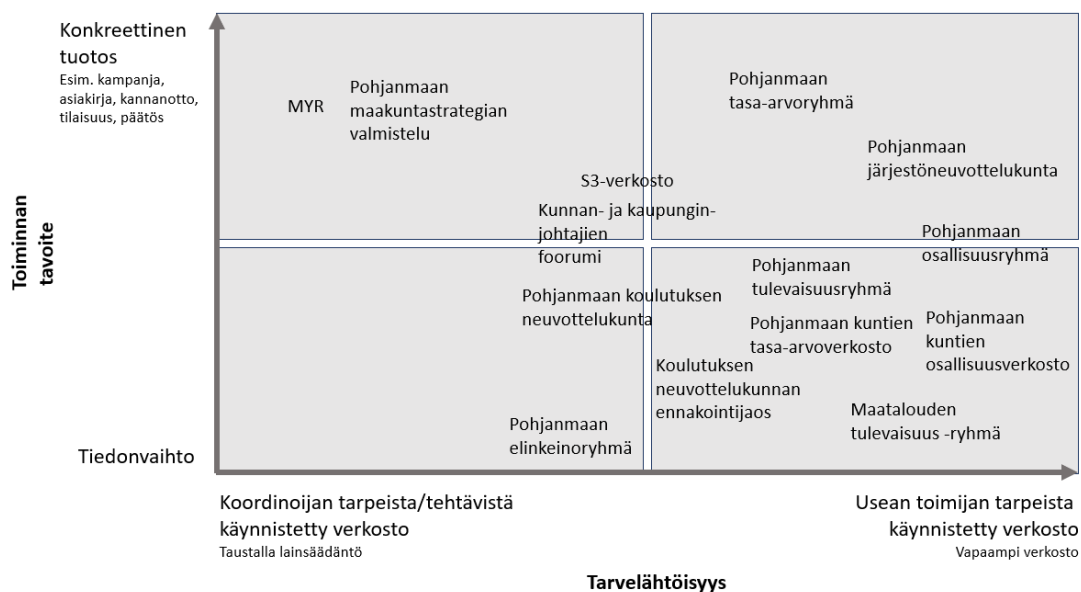 Konkreettinen
tuotos
Esim. kampanja,
asiakirja, kannanotto,
tilaisuus, päätös
Toiminnan
tavoite
Tiedonvaihto
MYR
Pohjanmaan
maakuntastrategian
valmistelu
Pohjanmaan
tasa-arvoryhmä
Pohjanmaan
järjestöneuvottelukunta
S3-verkosto
Kunnan- ja kaupungin-
johtajien
foorumi
Pohjanmaan
osallisuusryhmä
Pohjanmaan
tulevaisuusryhmä
Pohjanmaan koulutuksen
neuvottelukunta
Pohjanmaan kuntien
tasa-arvoverkosto
Pohjanmaan
kuntien
osallisuusverkosto
Koulutuksen
neuvottelukunnan
ennakointijaos
Maatalouden
tulevaisuus -ryhmä
Pohjanmaan
elinkeinoryhmä
Koordinoijan tarpeista/tehtävistä
käynnistetty verkosto
Taustalla lainsäädäntö
Usean toimijan tarpeista
käynnistetty verkosto
Vapaampi verkosto
Tarvelähtöisyys